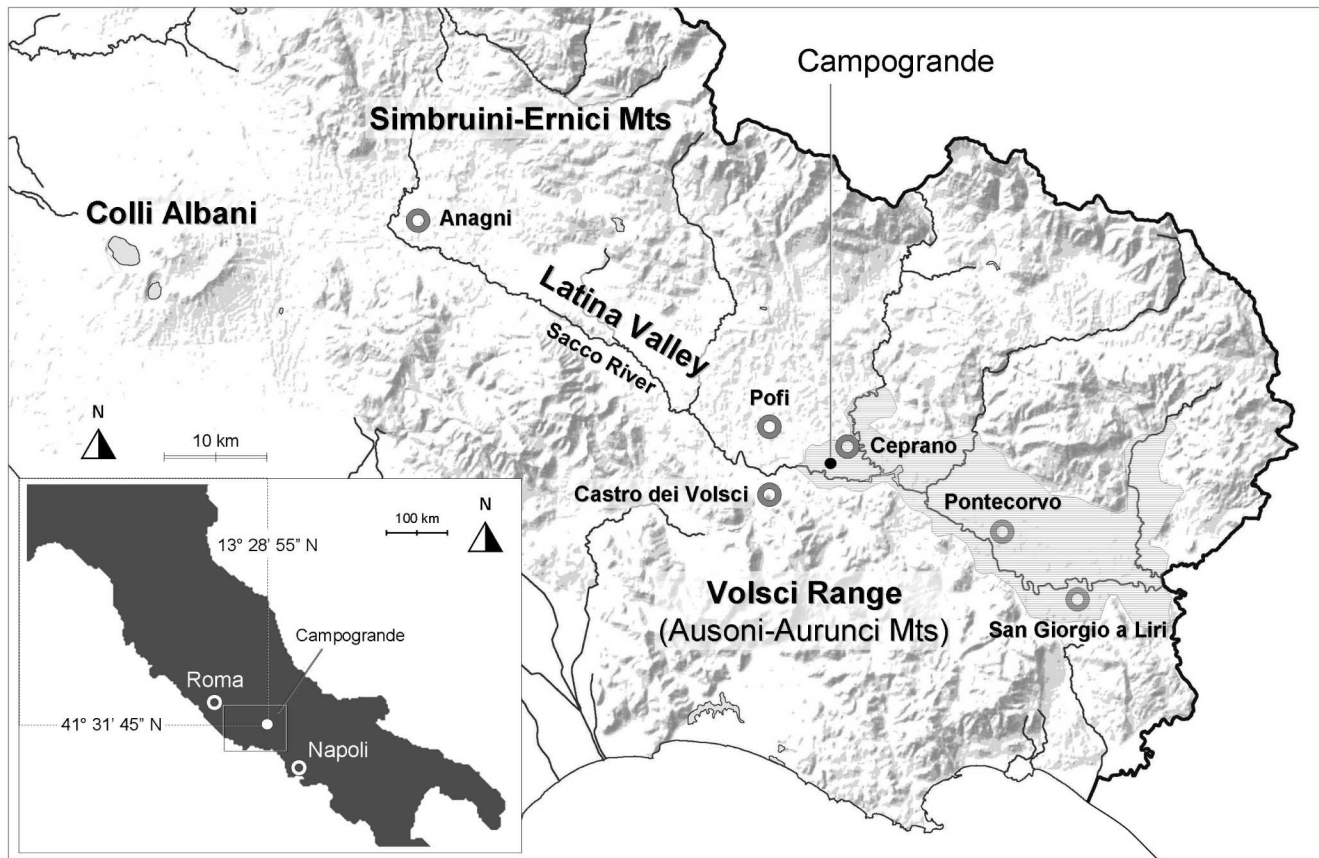 Campogrande
Simbruini-Ernici Mts
Colli Albani
Anagni
Latina Valley
Sacco River
Pofi
Ceprano
N
10 km
Castro dei Volsci
Pontecorvo
Volsci Range
(Ausoni-Aurunci Mts)
San Giorgio a Liri
N
100 km
13° 28' 55" N
Campogrande
Roma
41° 31' 45" N
Napoli